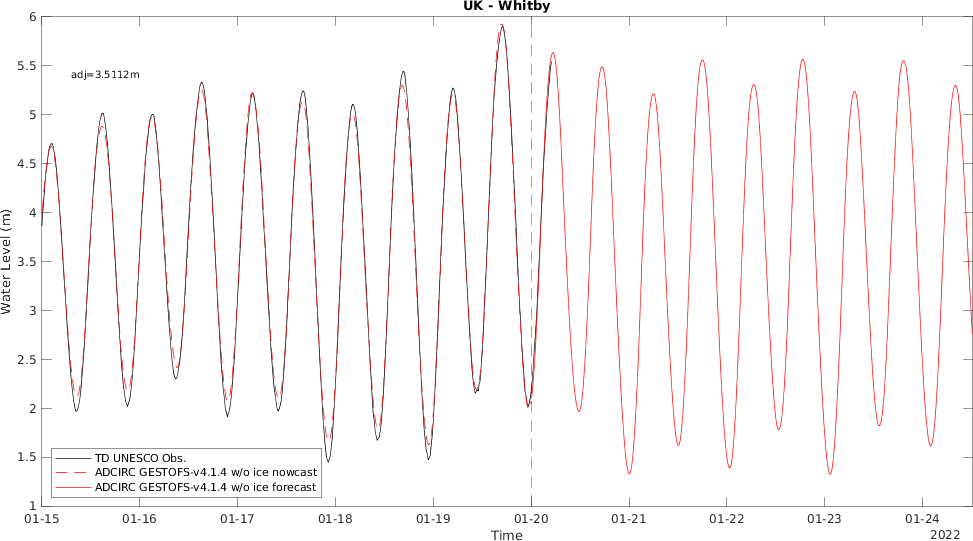 UK - Whitby
adj=3.5112m
Water Level (m)
6
5.5
5
4.5
4
3.5
3
2.5
2
1.5
1
TD UNESCO Obs.
ADCIRC GESTOFS-v4.1.4 w/o ice nowcast
ADCIRC GESTOFS-v4.1.4 w/o ice forecast
01-15 01-16 01-17 01-18 01-19 01-20 01-21 01-22 01-23 01-24
Time
2022